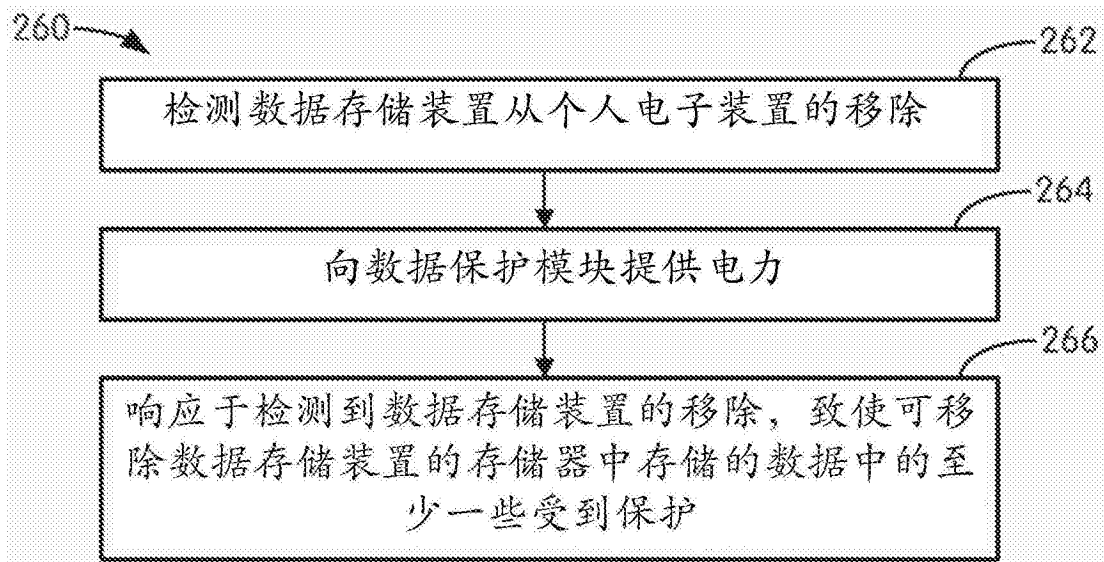 260
262
检测数据存储装置从个人电子装置的移除
264
向数据保护模块提供电力
266
响应于检测到数据存储装置的移除，致使可移
除数据存储装置的存储器中存储的数据中的至
少一些受到保护